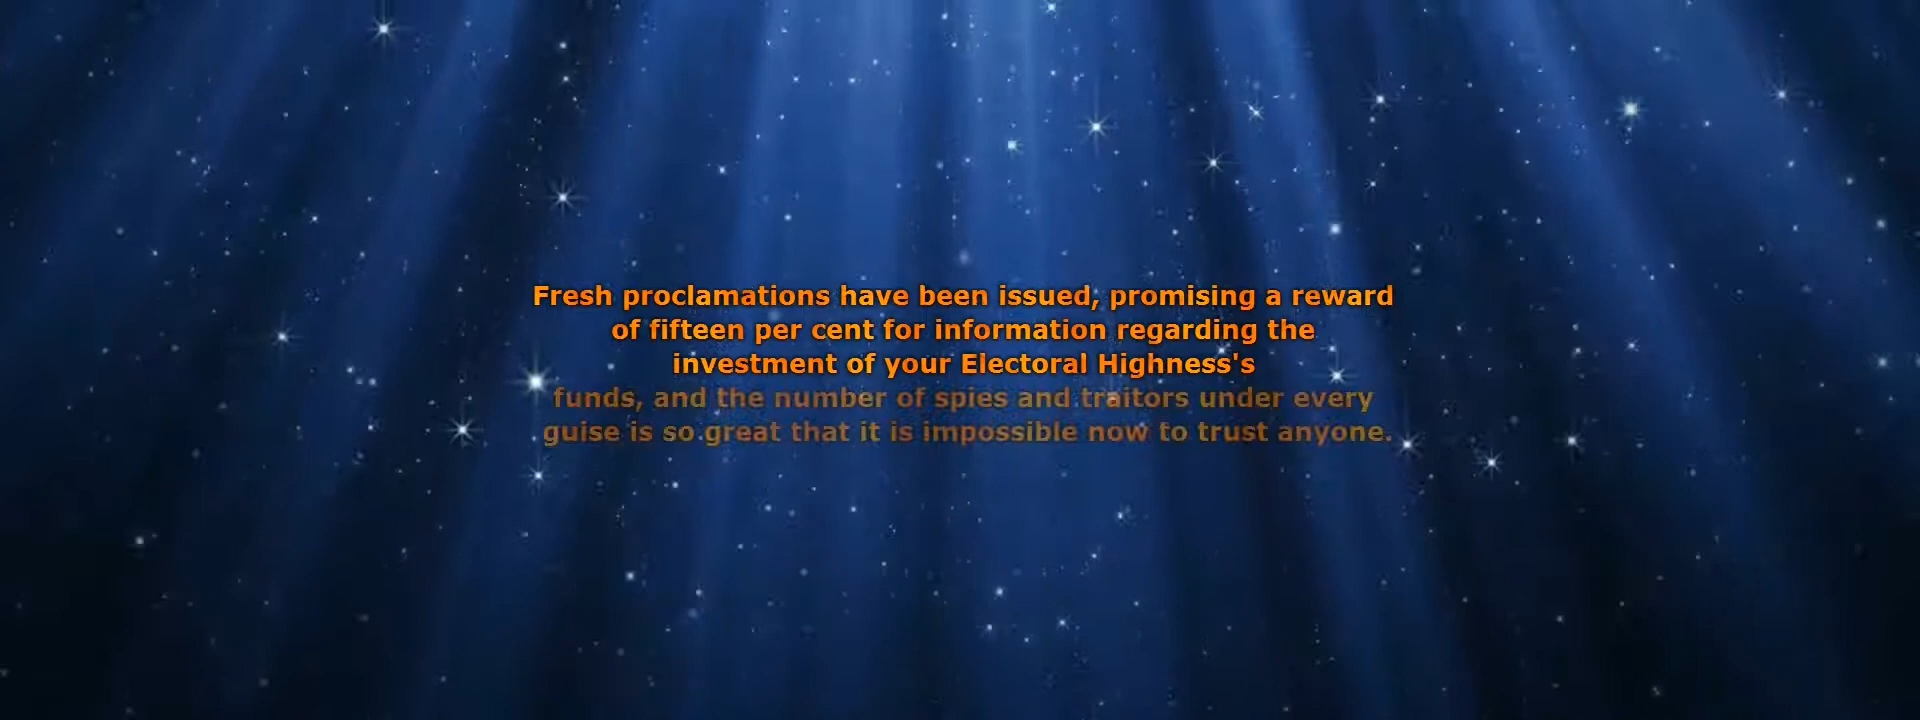 Fresh proclamations have been issued, promising a reward
of fifteen per cent for information regarding the
investment of your Electoral Highness's
funds, and the number of spies and traitors under every
guise is so great that it is impossible now to trust anyone.